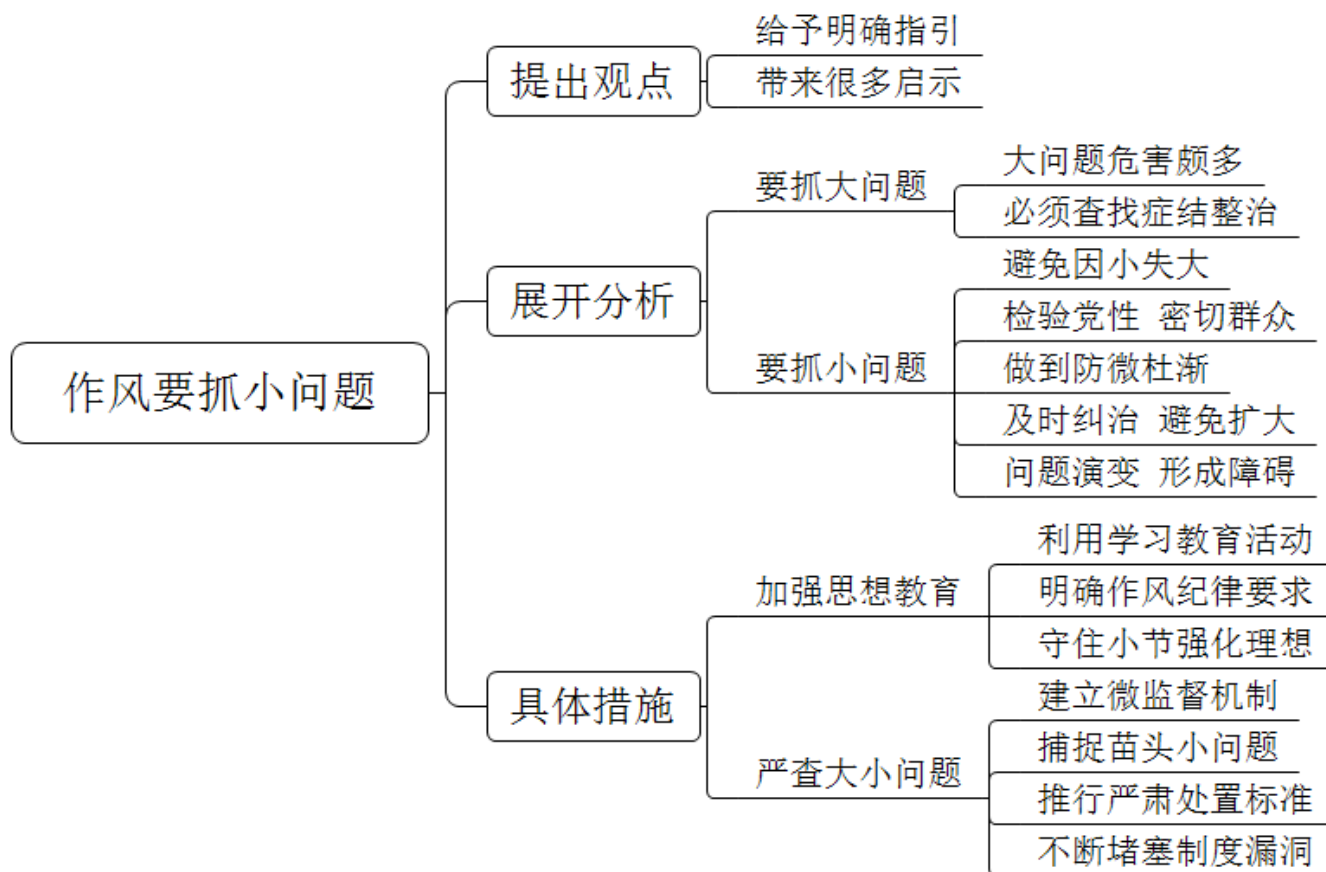 作风要抓小问题
提出观点
给予明确指引
带来很多启示
展开分析
要抓大问题
大问题危害颇多
必须查找症结整治
要抓小问题
避免因小失大
检验党性 密切群众
做到防微杜渐
及时纠治 避免扩大
问题演变 形成障碍
具体措施
加强思想教育
利用学习教育活动
明确作风纪律要求
守住小节强化理想
严查大小问题
建立微监督机制
捕捉苗头小问题
推行严肃处置标准
不断堵塞制度漏洞